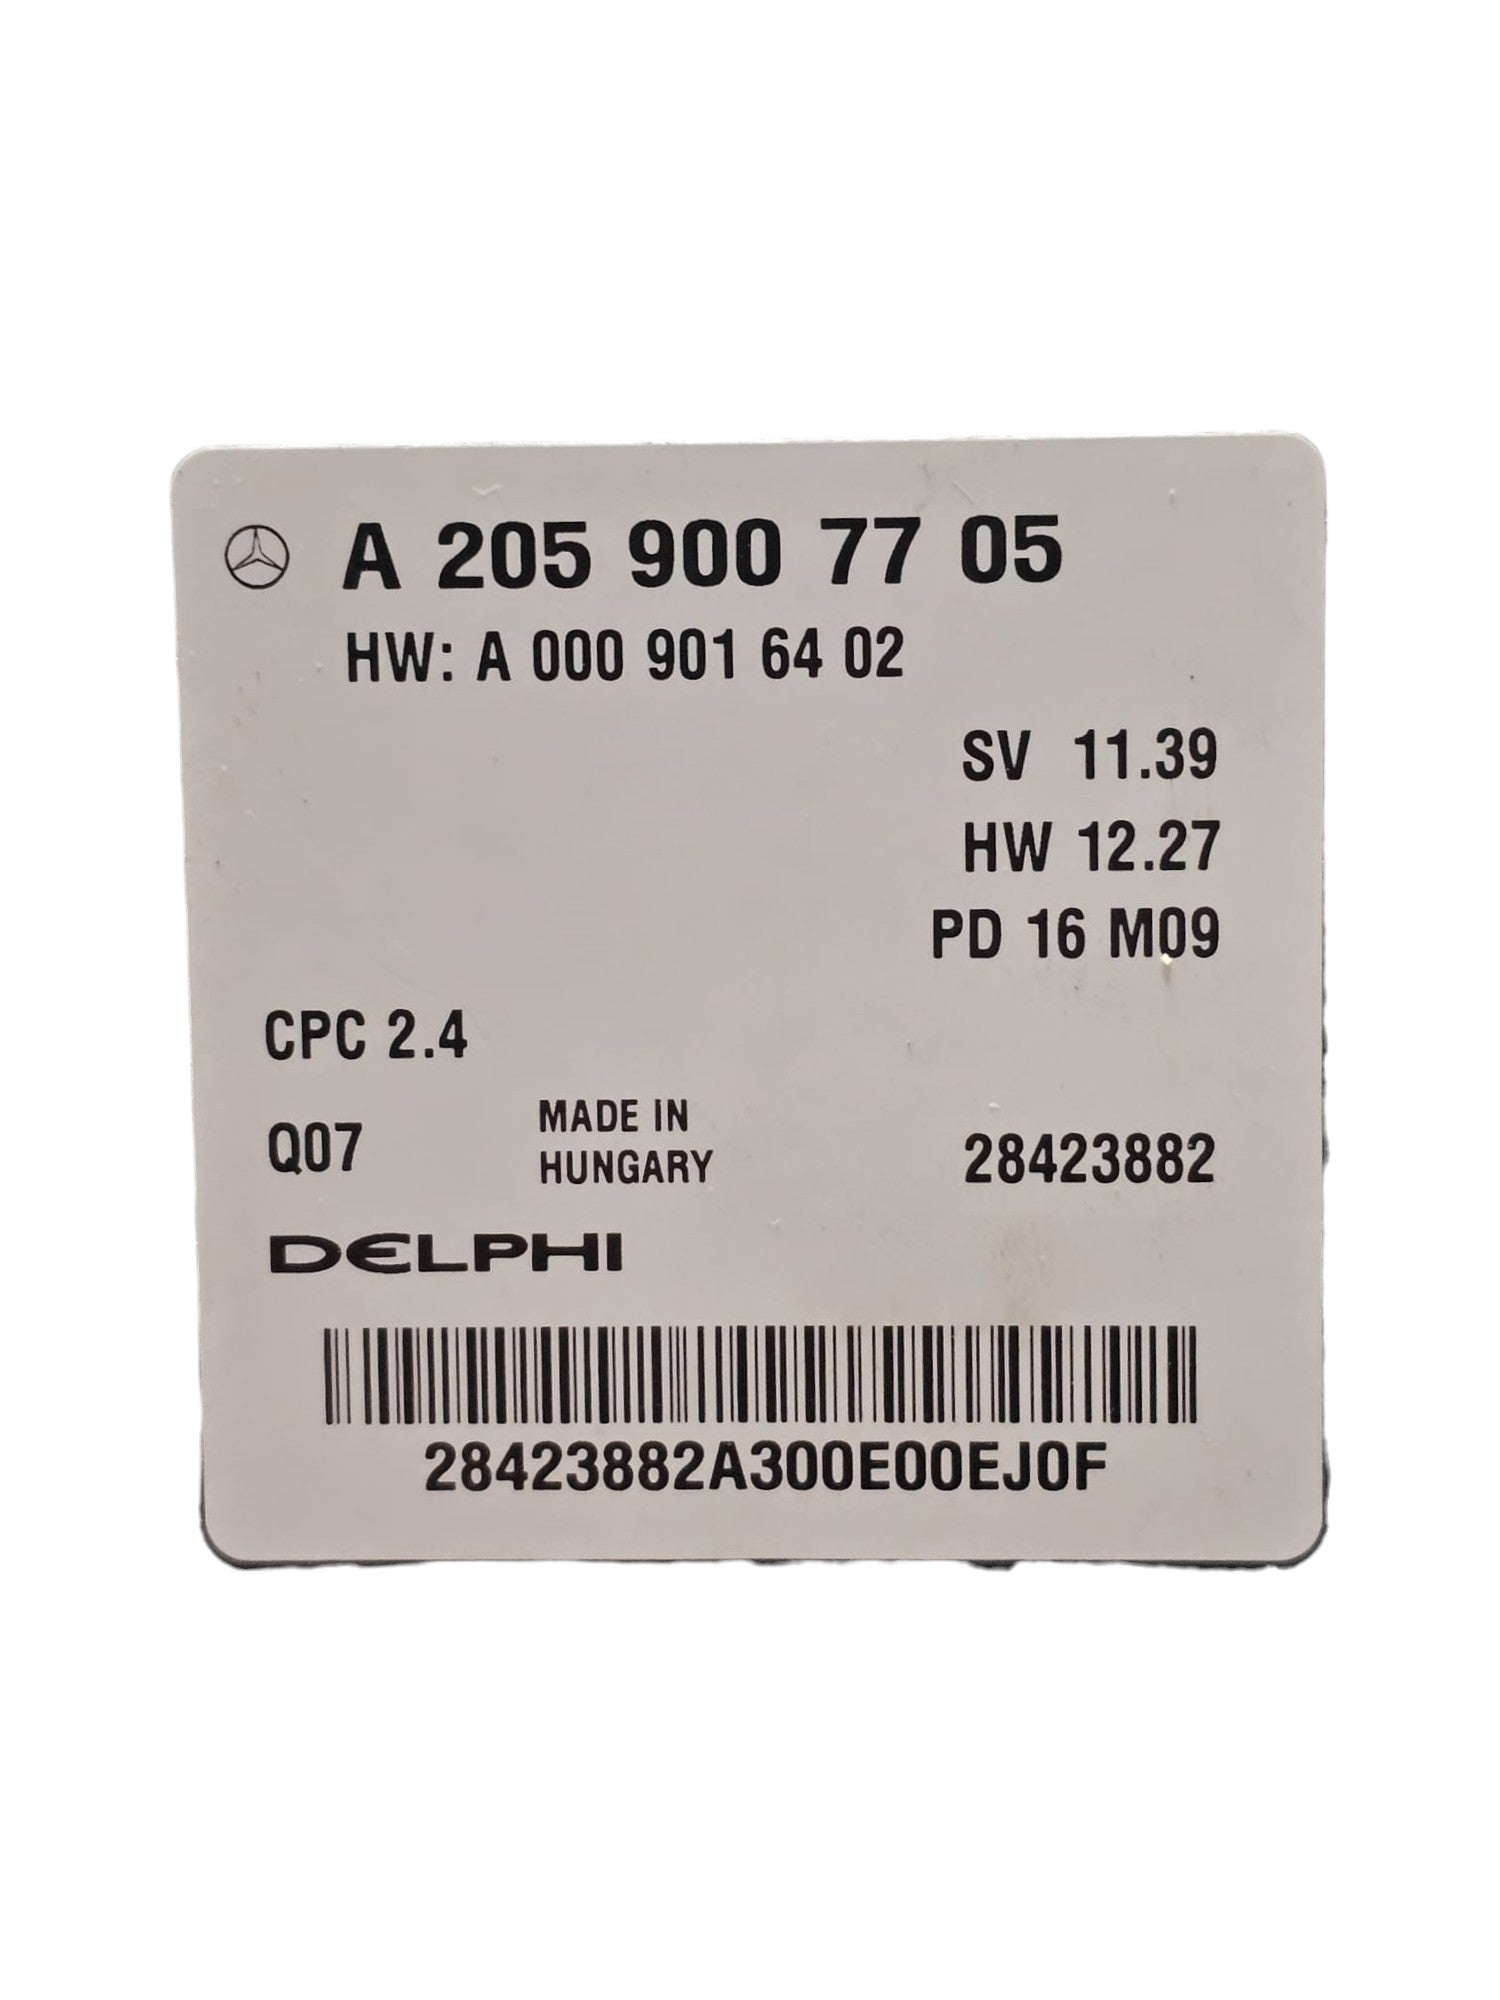 A 205 900 77 05
HW: A 000 901 64 02
SV 11.39
HW 12.27
PD 16 M09
CPC 2.4
Q07
MADE IN
HUNGARY
28423882
DELPHI
28423882A300E00EJ0F